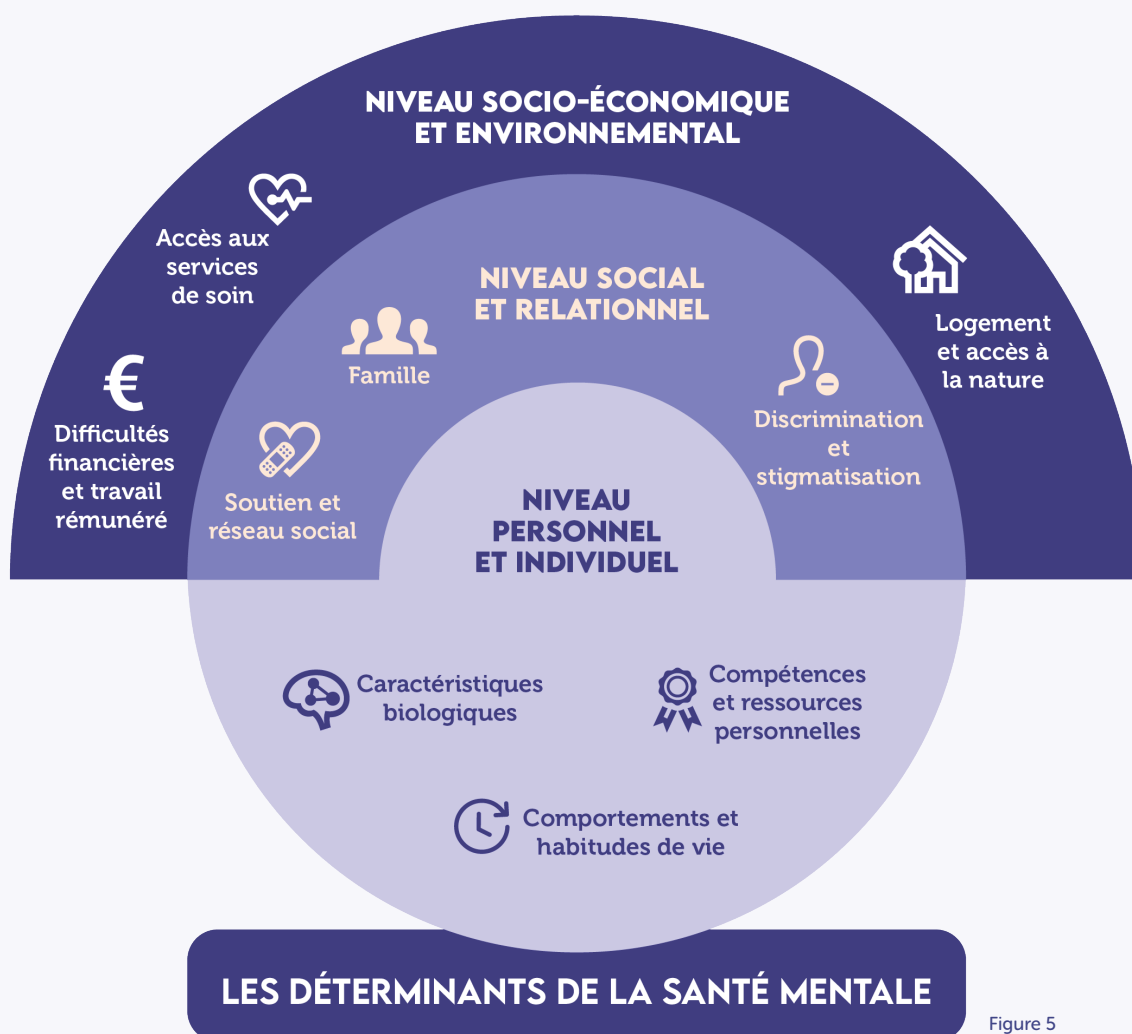 NIVEAU SOCIO-ÉCONOMIQUE
ET ENVIRONNEMENTAL
Accès aux
services
de soin
€
Difficultés
financières
et travail
rémunéré
Logement
et accès à
la nature
NIVEAU SOCIAL
ET RELATIONNEL
Famille
Soutien et
réseau social
Discrimination
et
stigmatisation
NIVEAU
PERSONNEL
ET INDIVIDUEL
Caractéristiques
biologiques
Compétences
et ressources
personnelles
Comportements et
habitudes de vie
LES DÉTERMINANTS DE LA SANTÉ MENTALE
Figure 5